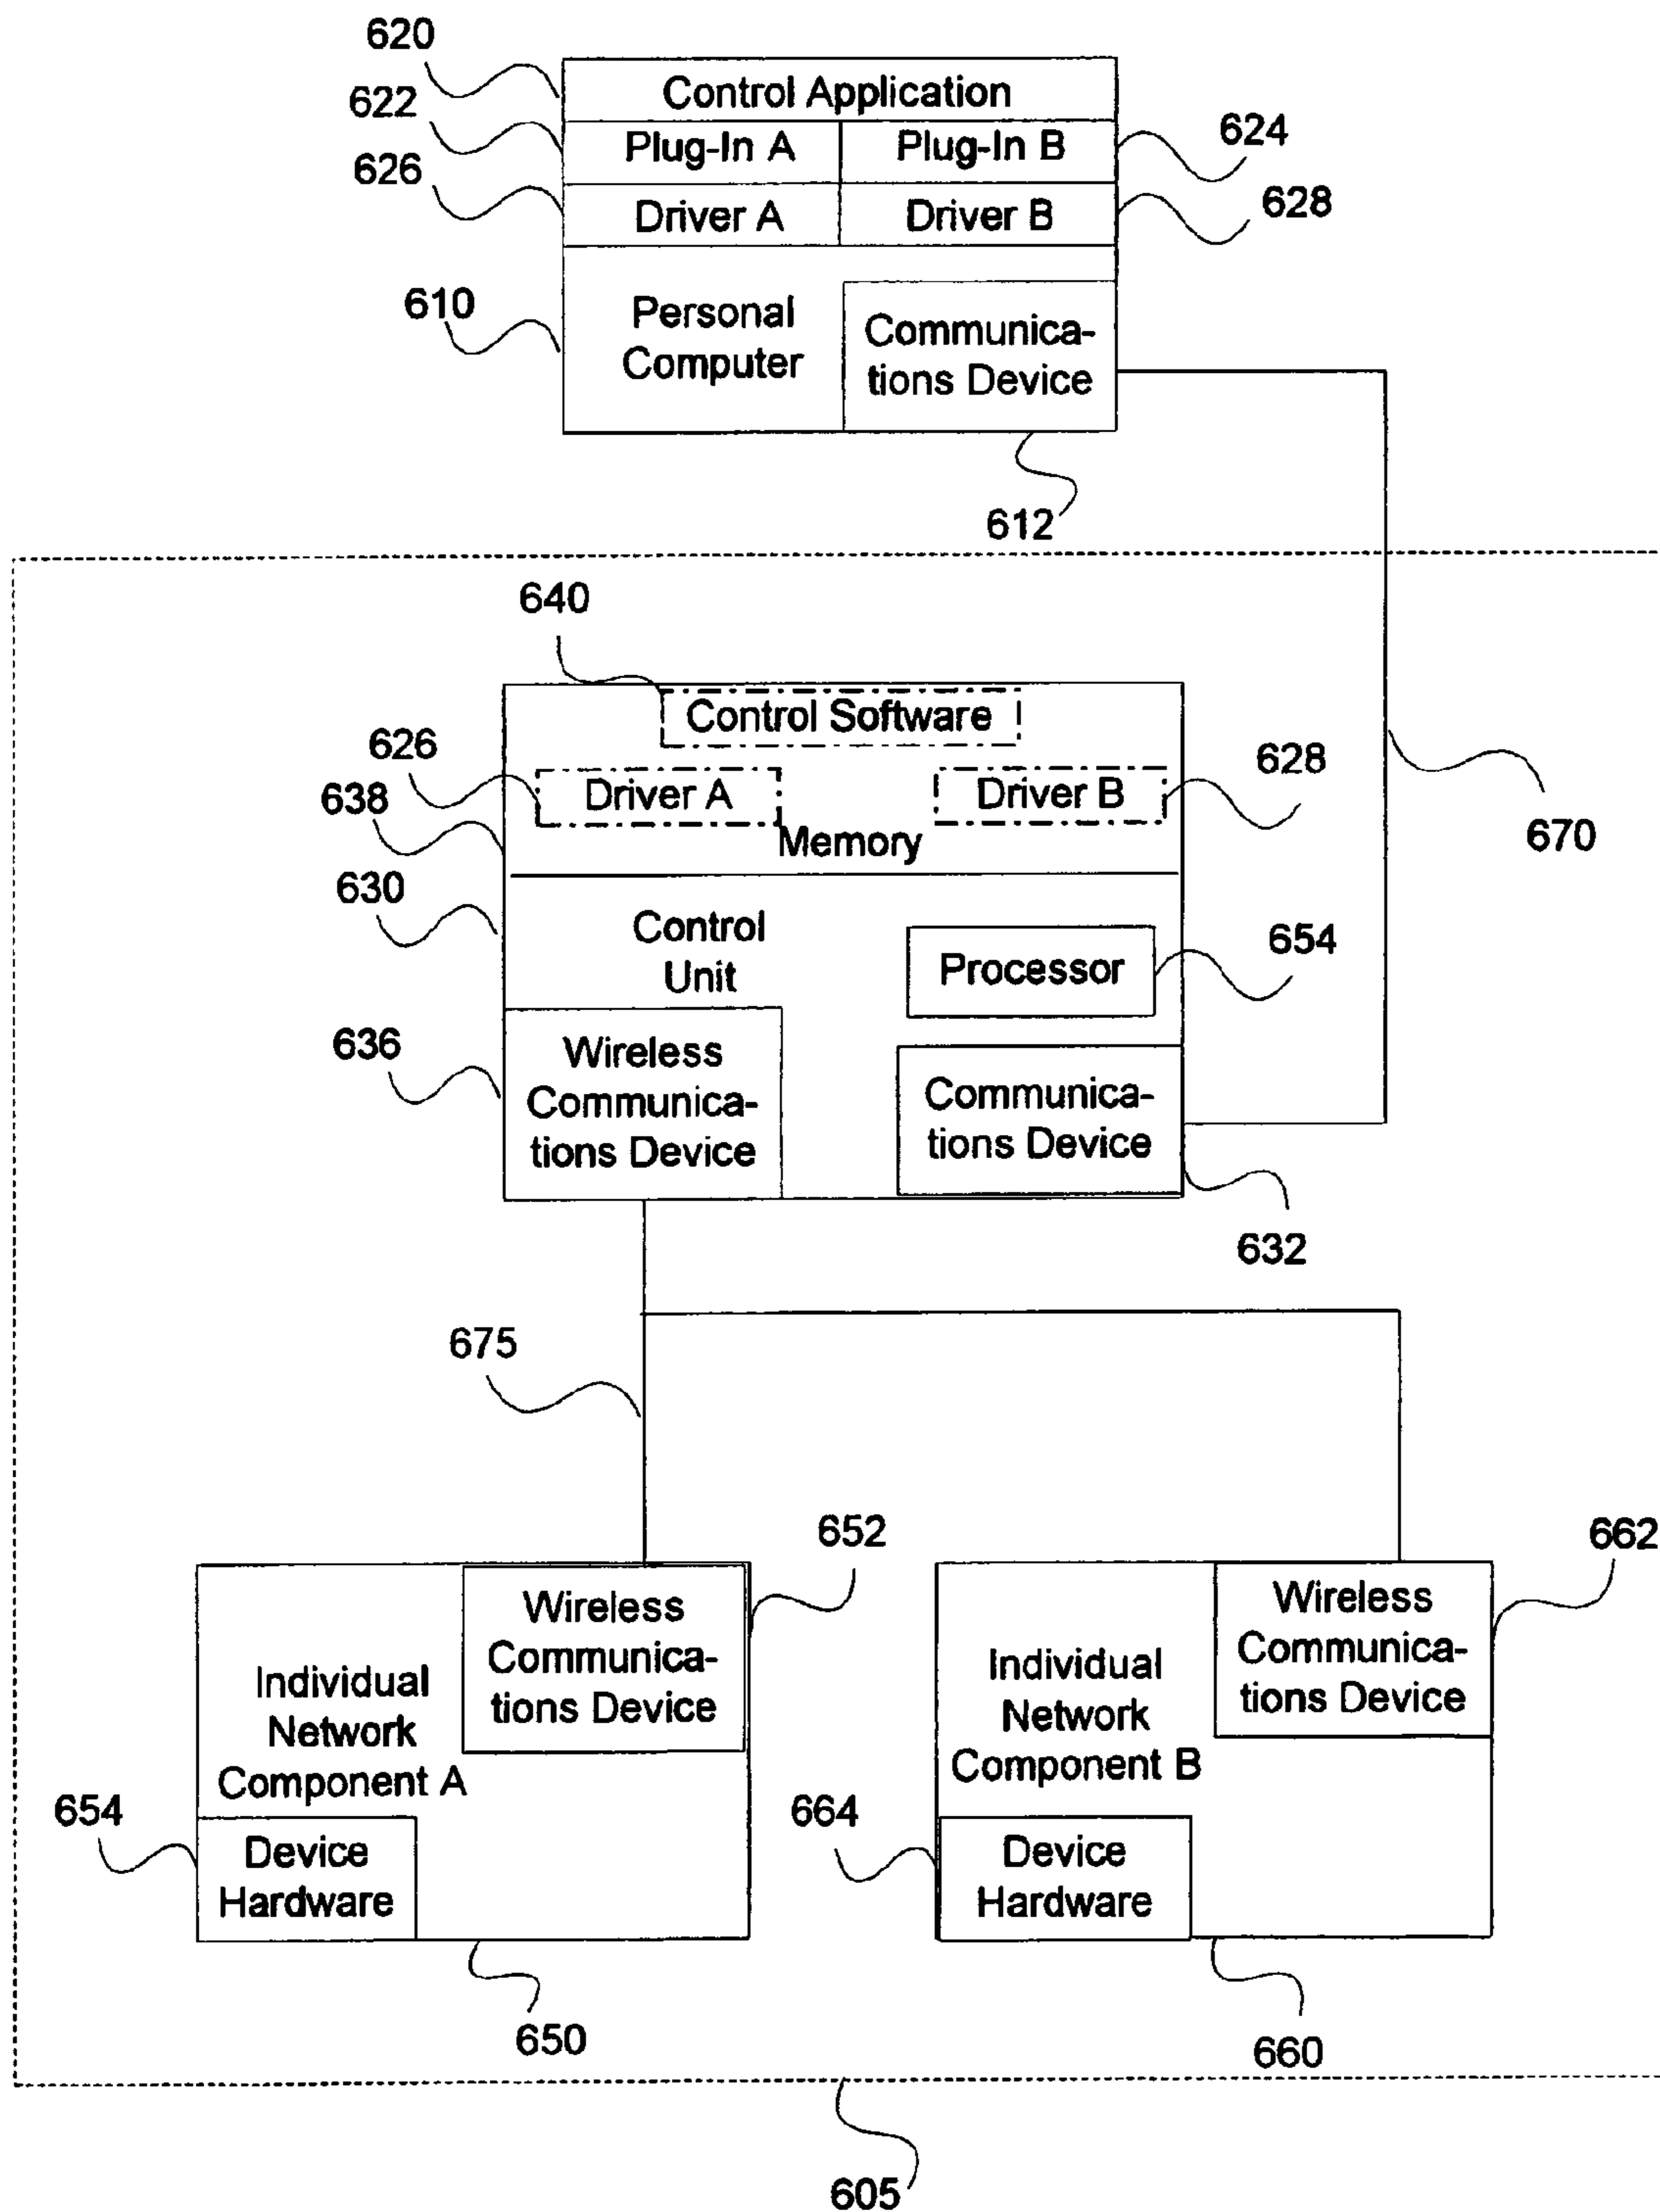 620
Control Application
622
Plug-In A
Plug-In B
624
626
Driver A
Driver B
628
610
Personal
Computer
Communica-
tions Device
612
640
Control Software
626
Driver A
Driver B
628
638
Memory
670
630
Control
Unit
Processor
654
636
Wireless
Communica-
tions Device
Communica-
tions Device
632
675
652
662
Wireless
Communica-
tions Device
Individual
Network
Component A
Wireless
Communica-
tions Device
Individual
Network
Component B
654
Device
Hardware
664
Device
Hardware
650
660
605